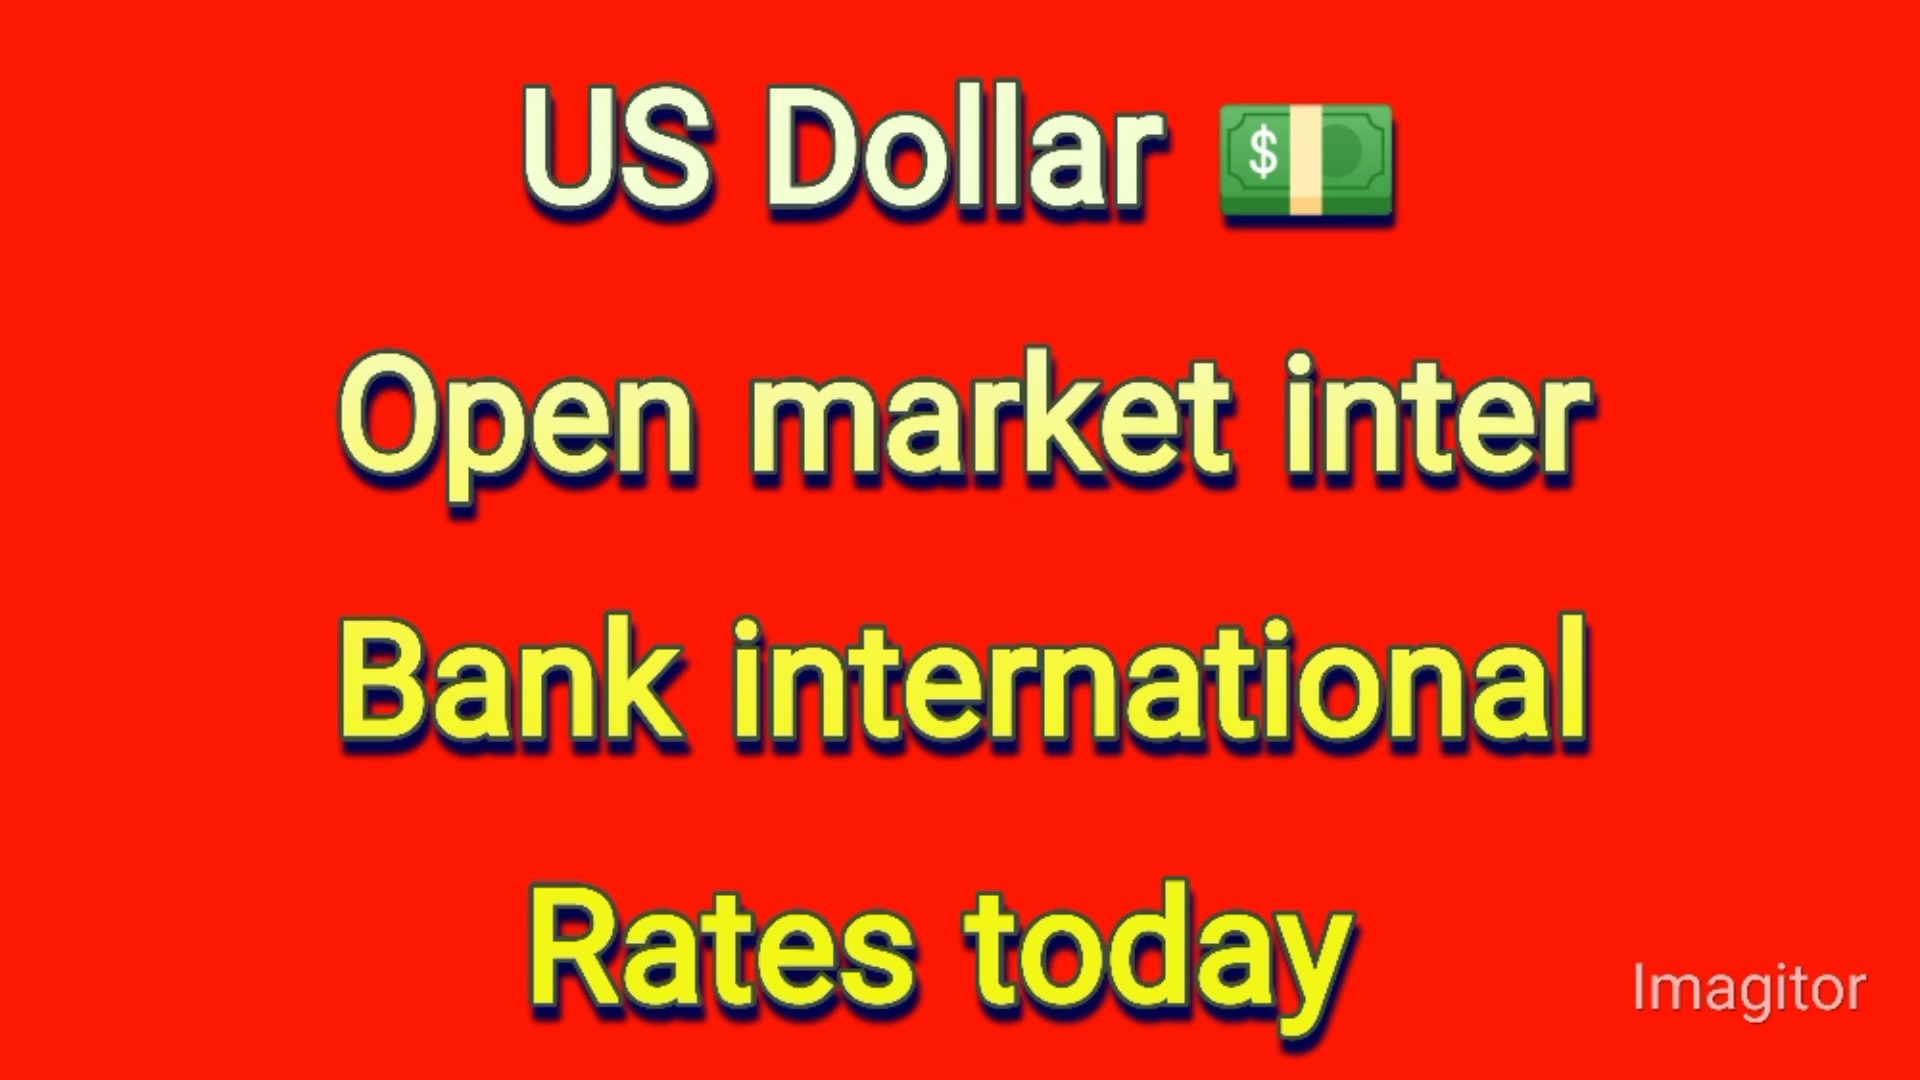 US Dollar 💵
Open market inter
Bank international
Rates today
Imagitor